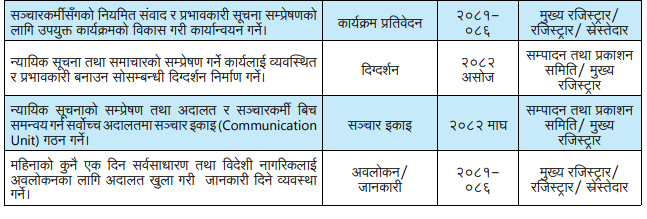 सञ्चारकर्मीसँगको नियमित संवाद र प्रभावकारी सूचना सम्प्रेषणको
लागि उपयुक्त कार्यक्रमको विकास गरी कार्यान्वयन गर्ने।
कार्यक्रम प्रतिवेदन
२०८१–
०८६
मुख्य रजिस्ट्रार/
रजिस्ट्रार/ स्रेस्तेदार
न्यायिक सूचना तथा समाचारको सम्प्रेषण गर्ने कार्यलाई व्यवस्थित
र प्रभावकारी बनाउन सोसम्बन्धी दिग्दर्शन निर्माण गर्ने।
दिग्दर्शन
२०८२
असोज
सम्पादन तथा प्रकाशन
समिति/ मुख्य
रजिस्ट्रार
न्यायिक सूचनाको सम्प्रेषण तथा अदालत र सञ्चारकर्मी बिच
समन्वय गर्न सर्वोच्च अदालतमा सञ्चार इकाइ (Communication
Unit) गठन गर्ने।
सञ्चार इकाइ
२०८२ माघ
सम्पादन तथा प्रकाशन
समिति/ मुख्य
रजिस्ट्रार
महिनाको कुनै एक दिन सर्वसाधारण तथा विदेशी नागरिकलाई
अवलोकनका लागि अदालत खुला गरी जानकारी दिने व्यवस्था
गर्ने।
अवलोकन/
जानकारी
२०८१–
०८६
मुख्य रजिस्ट्रार/
रजिस्ट्रार/ स्रेस्तेदार